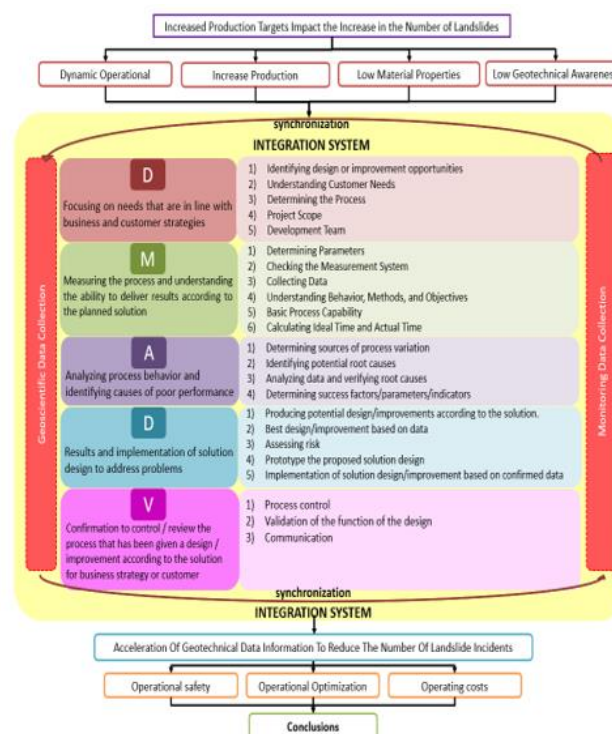 Increased Production Targets Impact the Increase in the Number of Landslides
Dynamic Operational
Increase Production
Low Material Properties
Low Geotechnical Awareness
synchronization
INTEGRATION SYSTEM
Geoscientific Data Collection
D
Focusing on needs that are in line with
business and customer strategies
1) Identifying design or improvement opportunities
2) Understanding Customer Needs
3) Determining the Process
4) Project Scope
5) Development Team
M
Measuring the process and understanding
the ability to deliver results according to
the planned solution
1) Determining Parameters
2) Checking the Measurement System
3) Collecting Data
4) Understanding Behavior, Methods, and Objectives
5) Basic Process Capability
6) Calculating Ideal Time and Actual Time
A
Analyzing process behavior and
identifying causes of poor performance
1) Determining sources of process variation
2) Identifying potential root causes
3) Analyzing data and verifying root causes
4) Determining success factors/parameters/indicators
D
Results and implementation of solution
design to address problems
1) Producing potential design/improvements according to the solution.
2) Best design/improvement based on data
3) Assessing risk
4) Prototype the proposed solution design
5) Implementation of solution design/improvement based on confirmed data
V
Confirmation to control / review the
process that has been given a design /
improvement according to the solution
for business strategy or customer
1) Process control
2) Validation of the function of the design
3) Communication
Monitoring Data Collection
synchronization
INTEGRATION SYSTEM
Acceleration Of Geotechnical Data Information To Reduce The Number Of Landslide Incidents
Operational safety
Operational Optimization
Operating costs
Conclusions